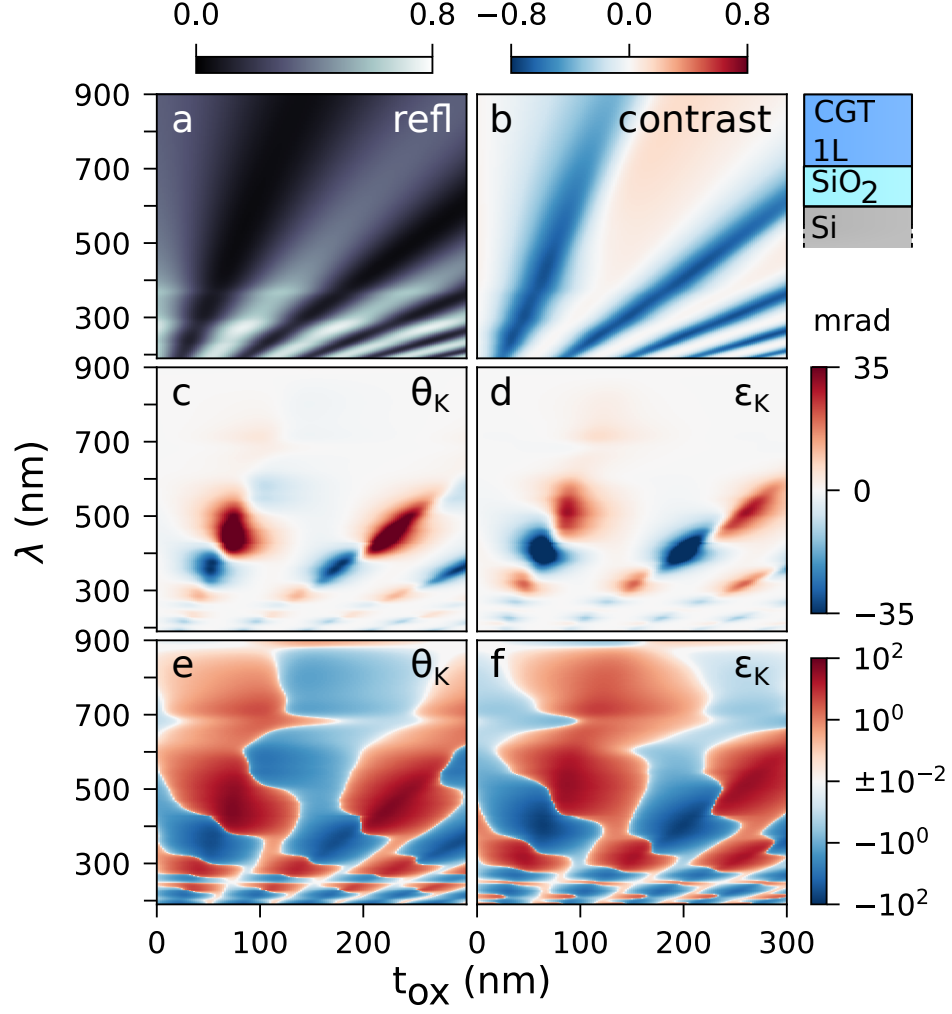 0.0 0.8 −0.8 0.0 0.8
a refl b contrast
CGT
1L
SiO2
Si
900
700
500
300
mrad
c θK d εK
900
700
500
300
35
0
−35
λ (nm)
e θK f εK
900
700
500
300
10^2
10^0
±10^−2
−10^0
−10^2
0 100 200 0 100 200 300
tox (nm)